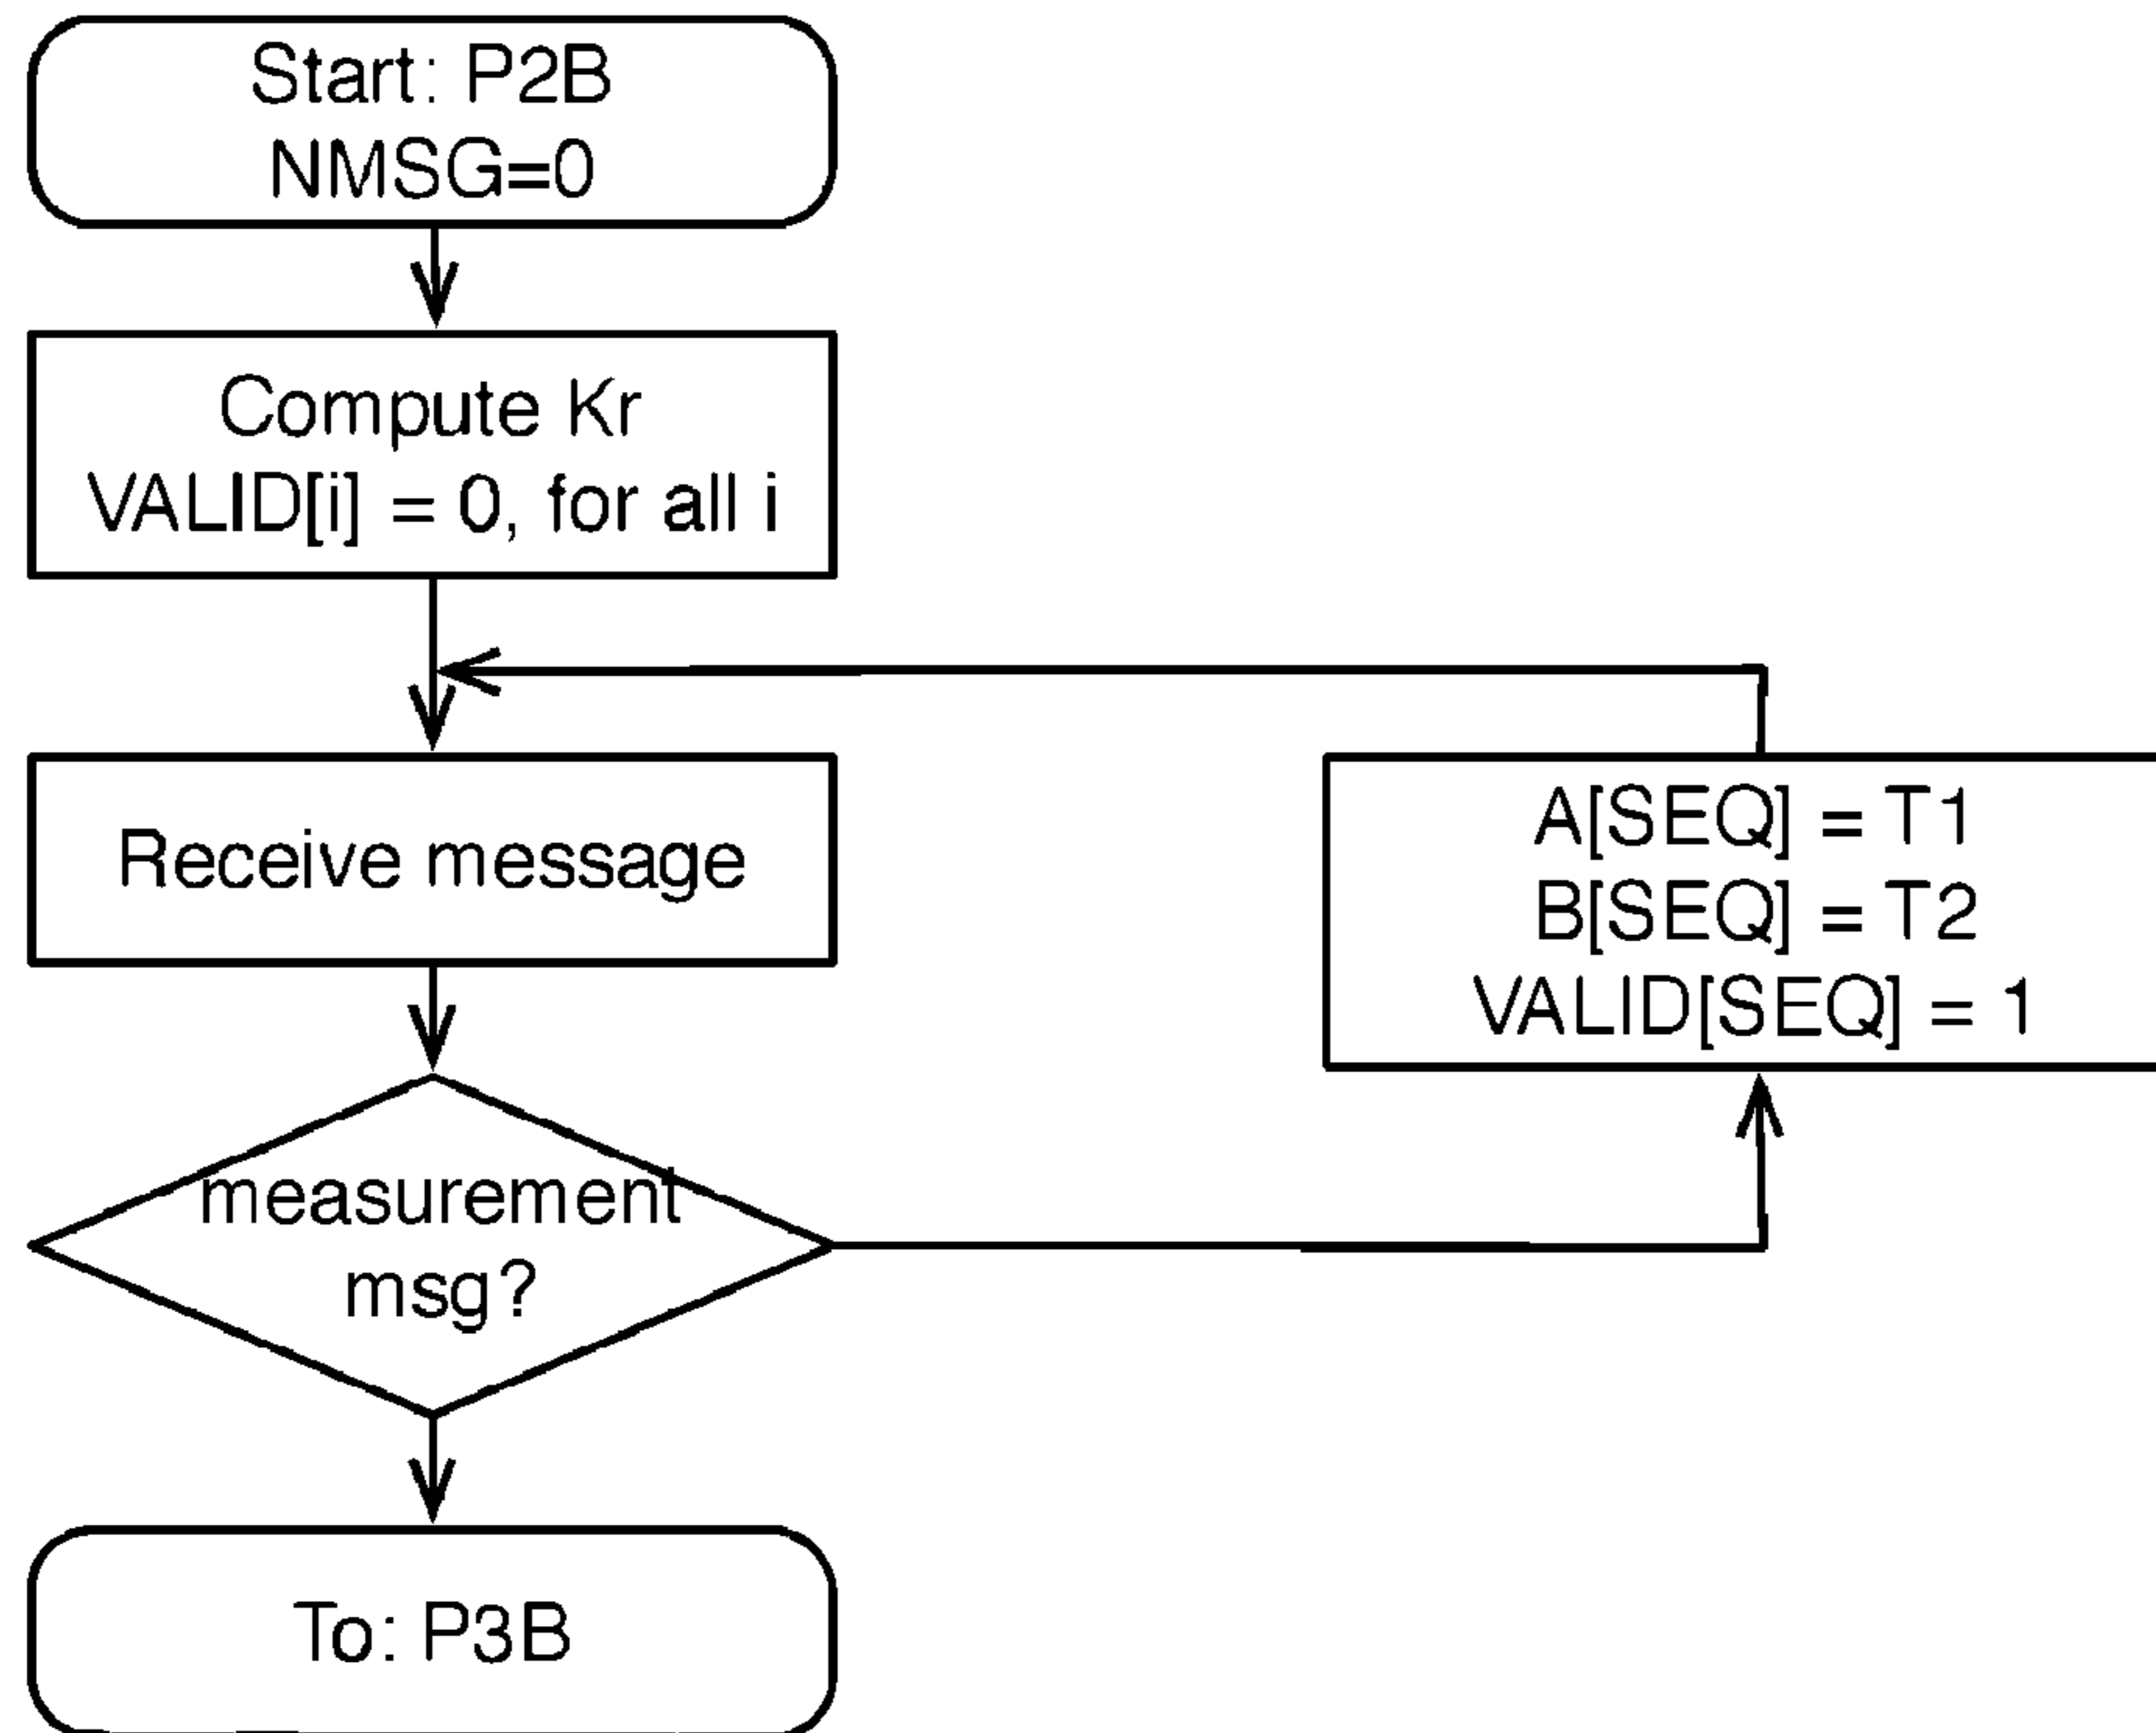 Start: P2B
NMSG=0
Compute Kr
VALID[i] = 0, for all i
Receive message
A[SEQ] = T1
B[SEQ] = T2
VALID[SEQ] = 1
measurement
msg?
To: P3B